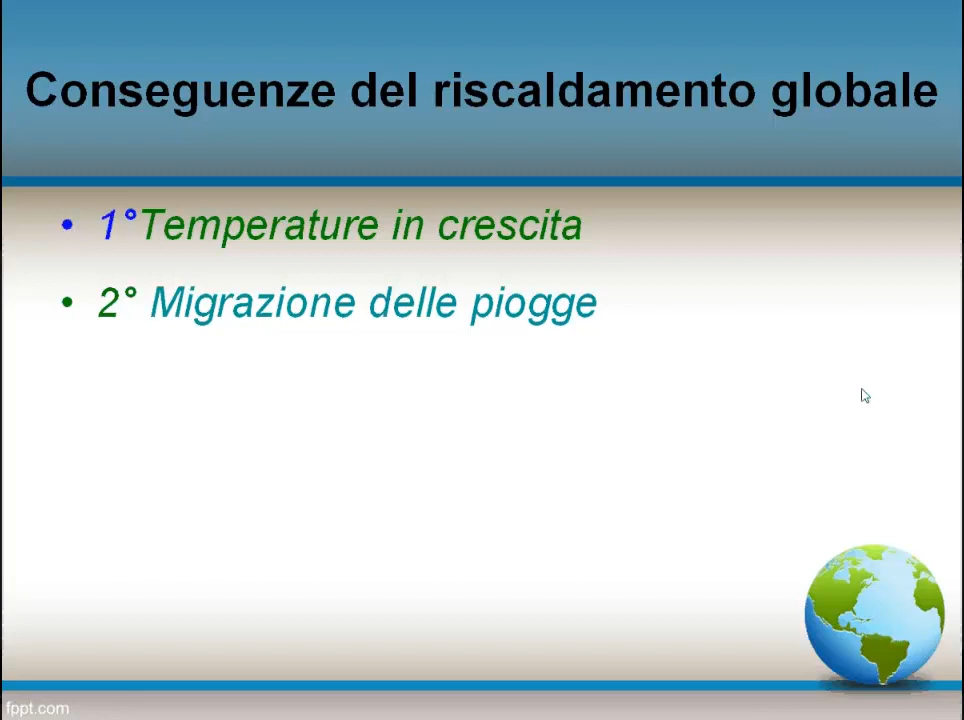 Conseguenze del riscaldamento globale
• 1°Temperature in crescita
• 2° Migrazione delle piogge
fppt.com